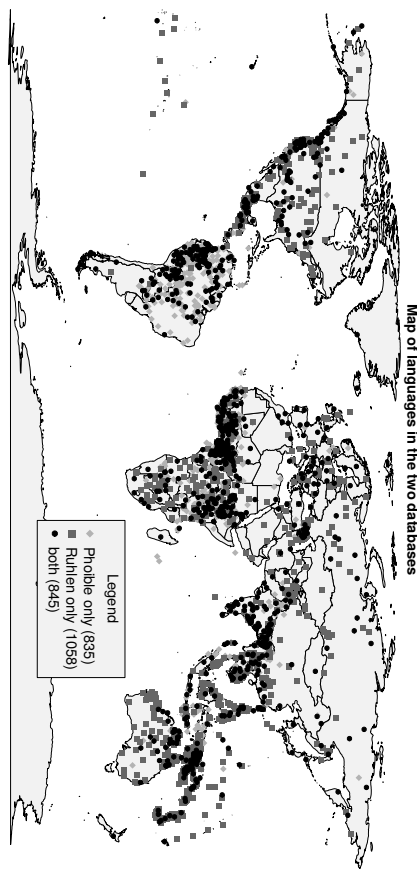 Map of languages in the two databases
Legend
Phoible only (835)
Ruhlen only (1058)
both (845)